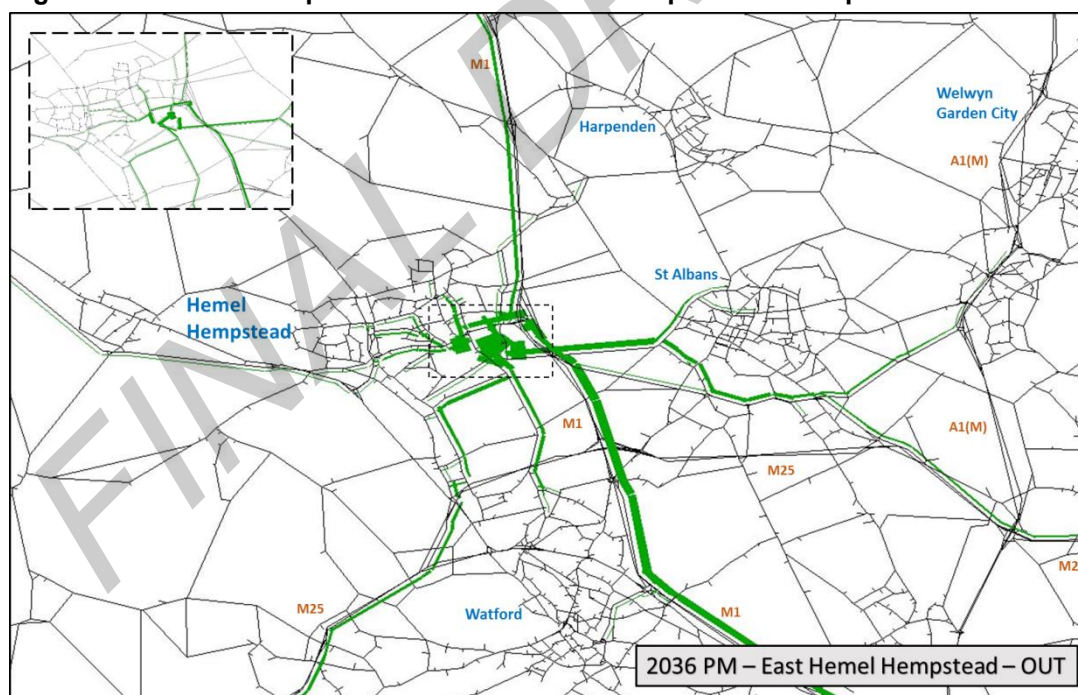 M1
Harpenden
Welwyn
Garden City
A1(M)
St Albans
Hemel
Hempstead
M1
A1(M)
M25
M2
M25
Watford
M1
2036 PM – East Hemel Hempstead – OUT
FINAL DR